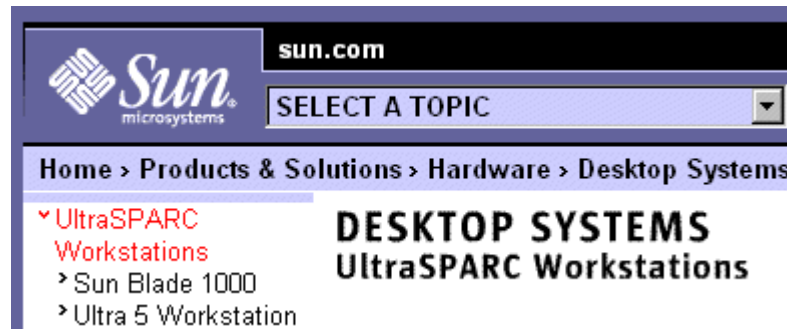 sun.com
Sun
microsystems
SELECT A TOPIC
Home › Products & Solutions › Hardware › Desktop Systems
UltraSPARC
Workstations
› Sun Blade 1000
› Ultra 5 Workstation
DESKTOP SYSTEMS
UltraSPARC Workstations